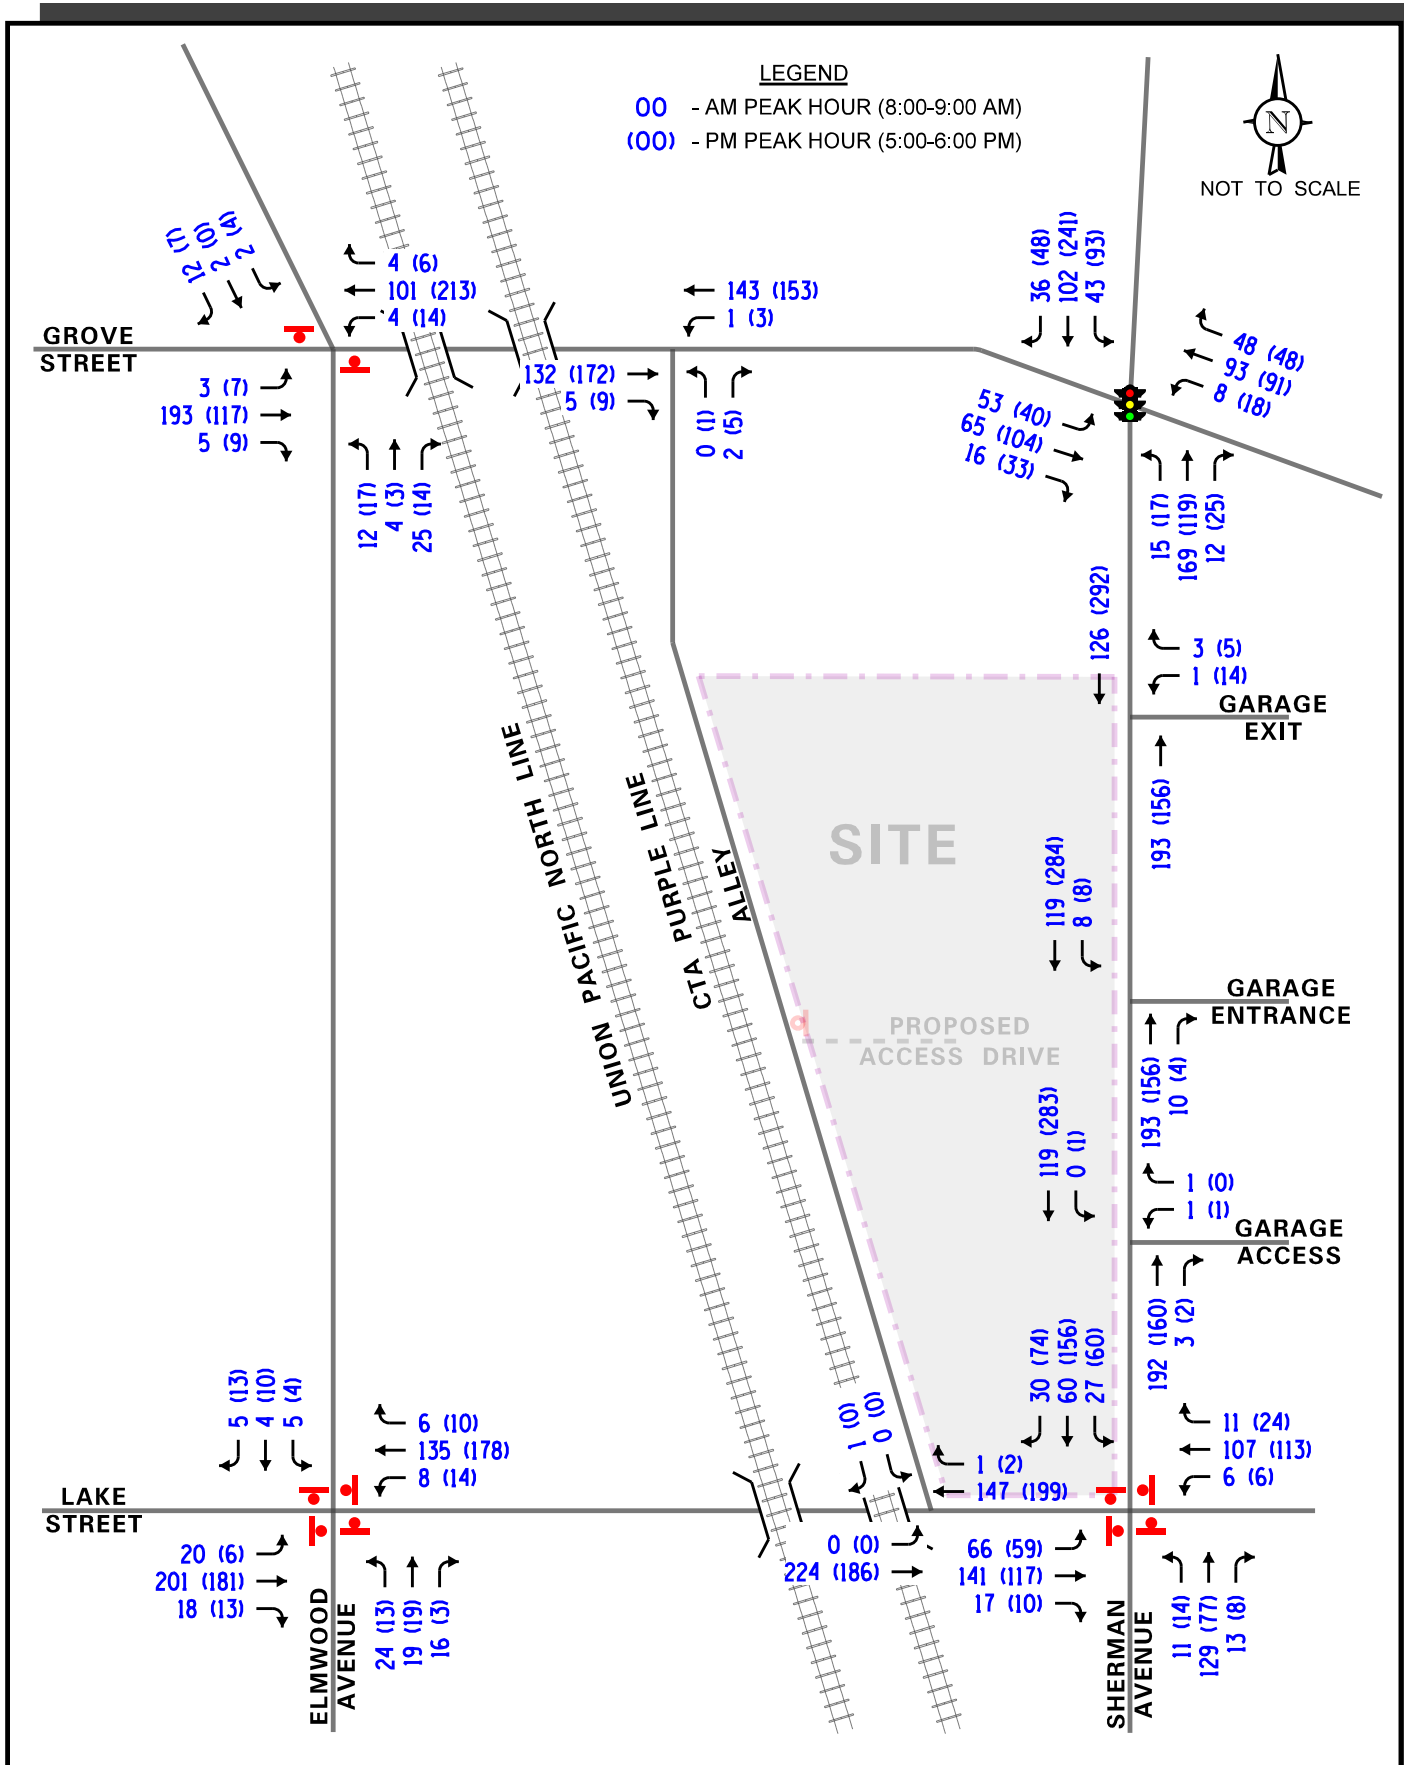 LEGEND
00 - AM PEAK HOUR (8:00-9:00 AM)
(00) - PM PEAK HOUR (5:00-6:00 PM)
N
NOT TO SCALE
12 (7)
2 (0)
2 (4)
4 (6)
101 (213)
4 (14)
143 (153)
1 (3)
36 (48)
102 (241)
43 (93)
48 (48)
93 (91)
8 (18)
GROVE
STREET
3 (7)
193 (117)
5 (9)
132 (172)
5 (9)
53 (40)
65 (104)
16 (33)
12 (17)
4 (3)
25 (14)
0 (1)
2 (5)
15 (17)
169 (119)
12 (25)
126 (292)
3 (5)
1 (14)
GARAGE
EXIT
193 (156)
UNION PACIFIC NORTH LINE
CTA PURPLE LINE
ALLEY
SITE
119 (284)
8 (8)
GARAGE
ENTRANCE
PROPOSED
ACCESS DRIVE
193 (156)
10 (4)
119 (283)
0 (1)
1 (0)
1 (1)
GARAGE
ACCESS
192 (160)
3 (2)
5 (13)
4 (10)
5 (4)
6 (10)
135 (178)
8 (14)
1 (0)
0 (0)
30 (74)
60 (156)
27 (60)
1 (2)
147 (199)
11 (24)
107 (113)
6 (6)
LAKE
STREET
20 (6)
201 (181)
18 (13)
0 (0)
224 (186)
66 (59)
141 (117)
17 (10)
ELMWOOD
AVENUE
24 (13)
19 (19)
16 (3)
SHERMAN
AVENUE
11 (14)
129 (77)
13 (8)